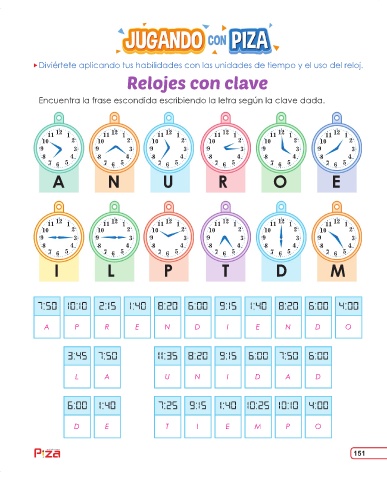 JUGANDO CON PIZA
▸Diviértete aplicando tus habilidades con las unidades de tiempo y el uso del reloj.
Relojes con clave
Encuentra la frase escondida escribiendo la letra según la clave dada.
A N U R O E
I L P T D M
7:50 10:10 2:15 1:40 8:20 6:00 9:15 1:40 8:20 6:00 4:00
A P R E N D I E N D O
3:45 7:50 11:35 8:20 9:15 6:00 7:50 6:00
L A U N I D A D
6:00 1:40 7:25 9:15 1:40 10:25 10:10 4:00
D E T I E M P O
Piza
151